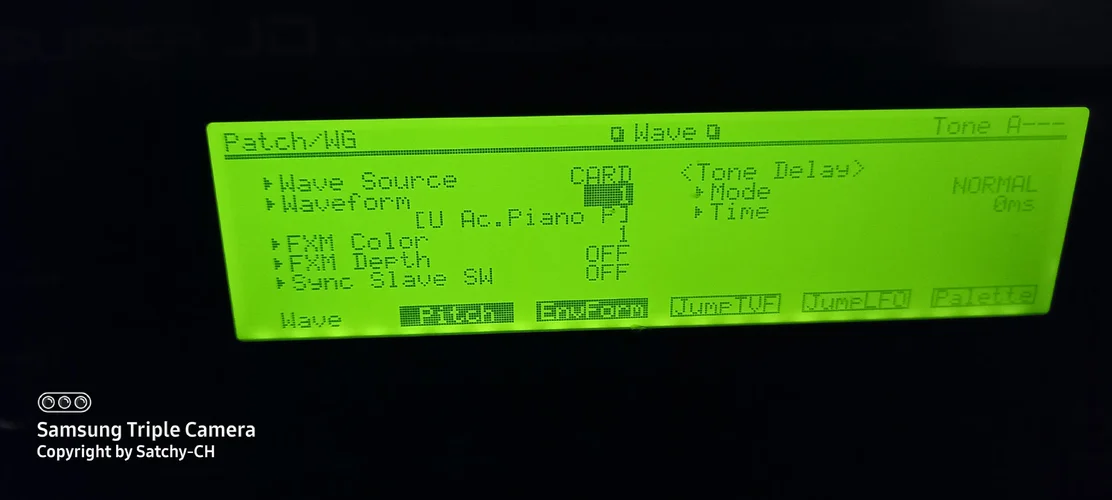 SUPER JD
Patch/WG
Wave
Tone A---
Wave Source CARD
Waveform 1
[U Ac.Piano P]
FXM Color 1
FXM Depth OFF
Sync Slave SW OFF
<Tone Delay>
Mode NORMAL
Time 0ms
Wave Pitch EnvForm JumpTVF JumpLFO Palette
Samsung Triple Camera
Copyright by Satchy-CH